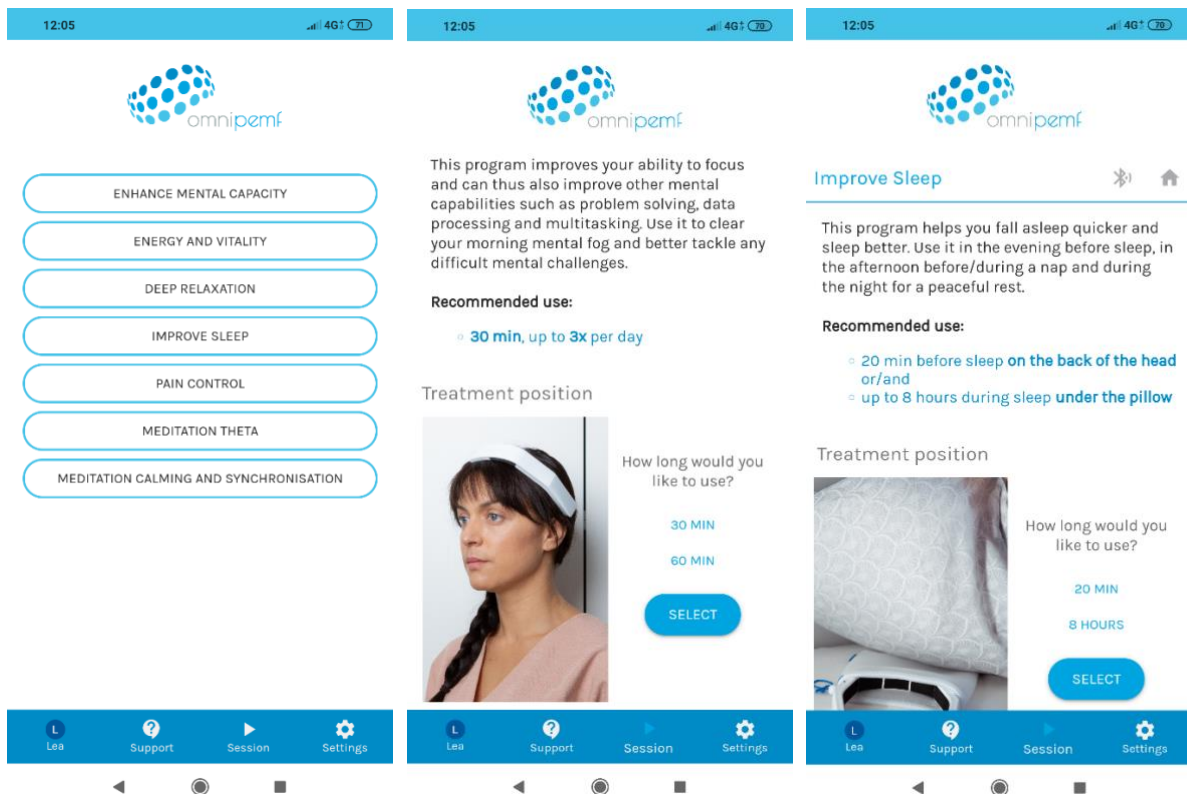 12:05
4G+ 71
omnipemf
ENHANCE MENTAL CAPACITY
ENERGY AND VITALITY
DEEP RELAXATION
IMPROVE SLEEP
PAIN CONTROL
MEDITATION THETA
MEDITATION CALMING AND SYNCHRONISATION
L
Lea
Support
Session
Settings
12:05
4G+ 70
omnipemf
This program improves your ability to focus
and can thus also improve other mental
capabilities such as problem solving, data
processing and multitasking. Use it to clear
your morning mental fog and better tackle any
difficult mental challenges.
Recommended use:
30 min, up to 3x per day
Treatment position
How long would you
like to use?
30 MIN
60 MIN
SELECT
L
Lea
Support
Session
Settings
12:05
4G+ 70
omnipemf
Improve Sleep
This program helps you fall asleep quicker and
sleep better. Use it in the evening before sleep, in
the afternoon before/during a nap and during
the night for a peaceful rest.
Recommended use:
20 min before sleep on the back of the head
or/and
up to 8 hours during sleep under the pillow
Treatment position
How long would you
like to use?
20 MIN
8 HOURS
SELECT
L
Lea
Support
Session
Settings